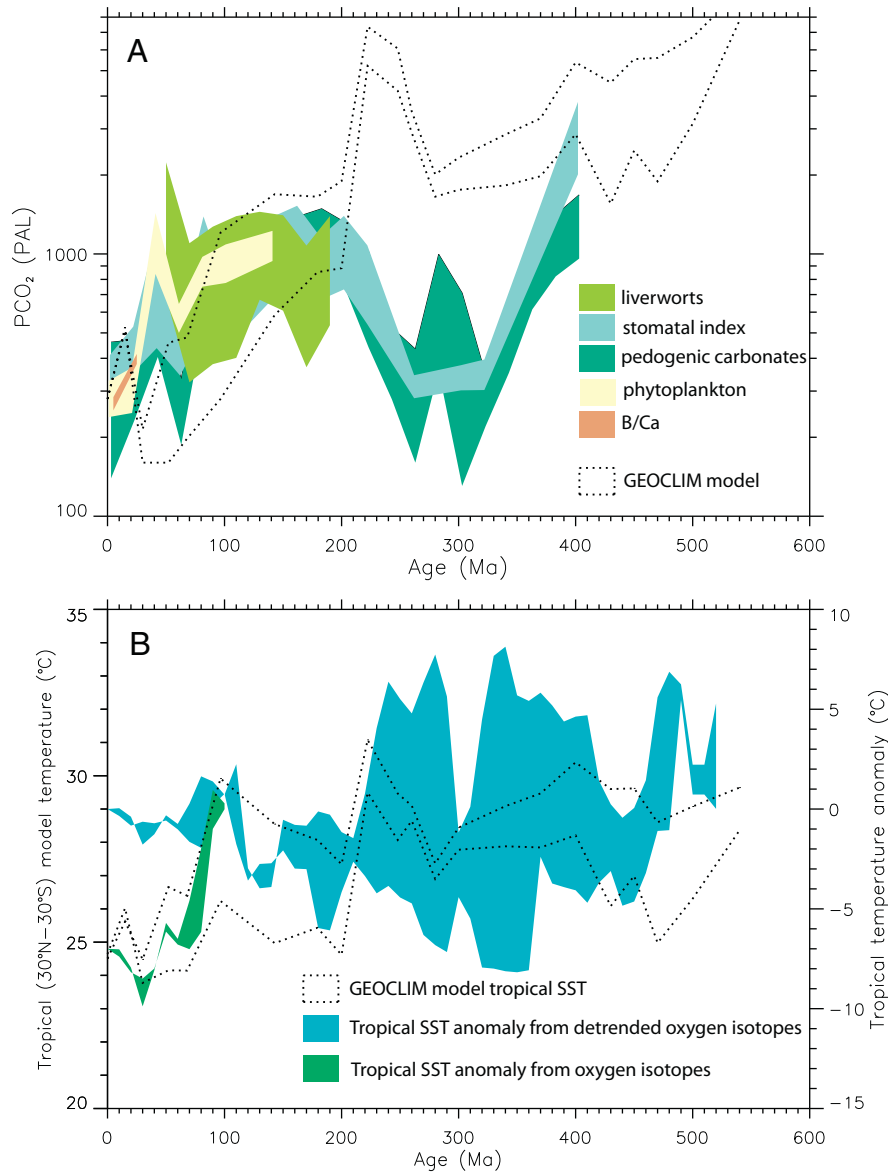 A
PCO₂ (PAL)
1000
100
liverworts
stomatal index
pedogenic carbonates
phytoplankton
B/Ca
GEOCLIM model
0 100 200 300 400 500 600
Age (Ma)
B
Tropical (30°N−30°S) model temperature (°C)
35
30
25
20
10
5
0
−5
−10
−15
Tropical temperature anomaly (°C)
GEOCLIM model tropical SST
Tropical SST anomaly from detrended oxygen isotopes
Tropical SST anomaly from oxygen isotopes
0 100 200 300 400 500 600
Age (Ma)